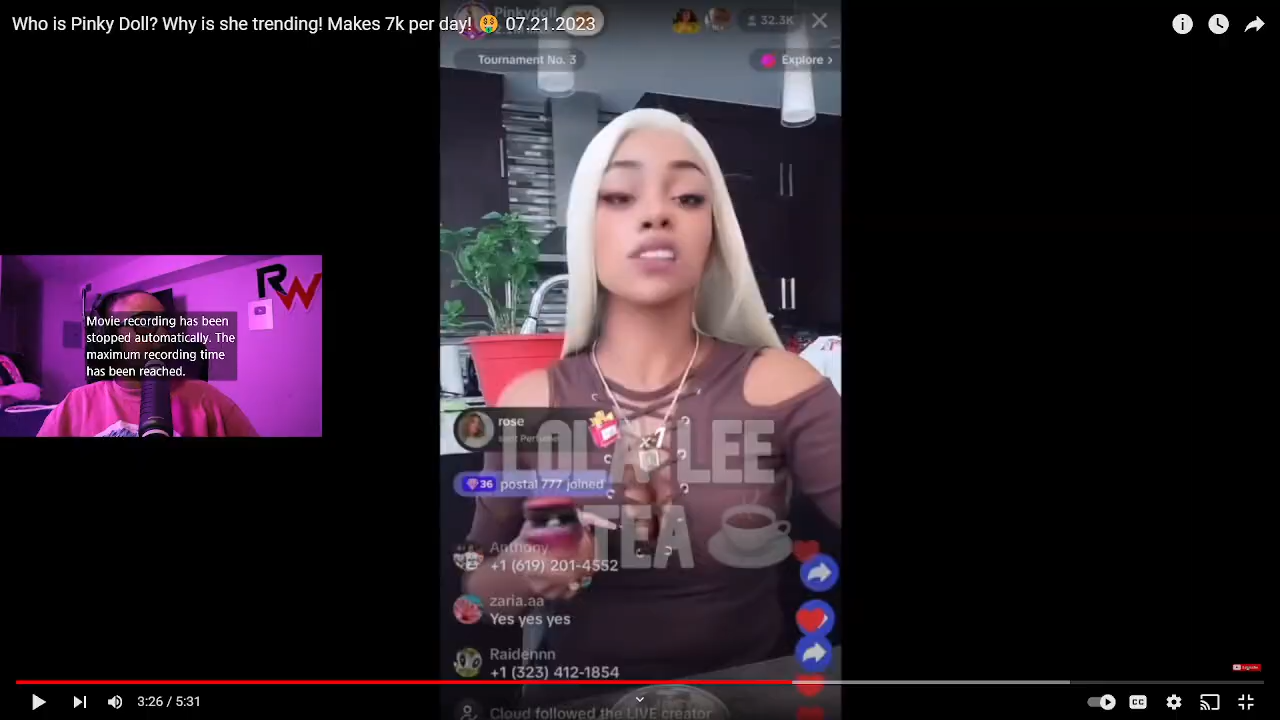 Who is Pinky Doll? Why is she trending! Makes 7k per day! 🤑 07.21.2023
Pinkydoll
32.3K
Tournament No. 3
Explore ›
RW
Movie recording has been
stopped automatically. The
maximum recording time
has been reached.
rose
x1
LOLA LEE
TEA
36 postal 777 joined
Anthony
+1 (619) 201-4552
zaria.aa
Yes yes yes
Raidennn
+1 (323) 412-1854
Cloud followed the LIVE creator
3:26 / 5:31
CC